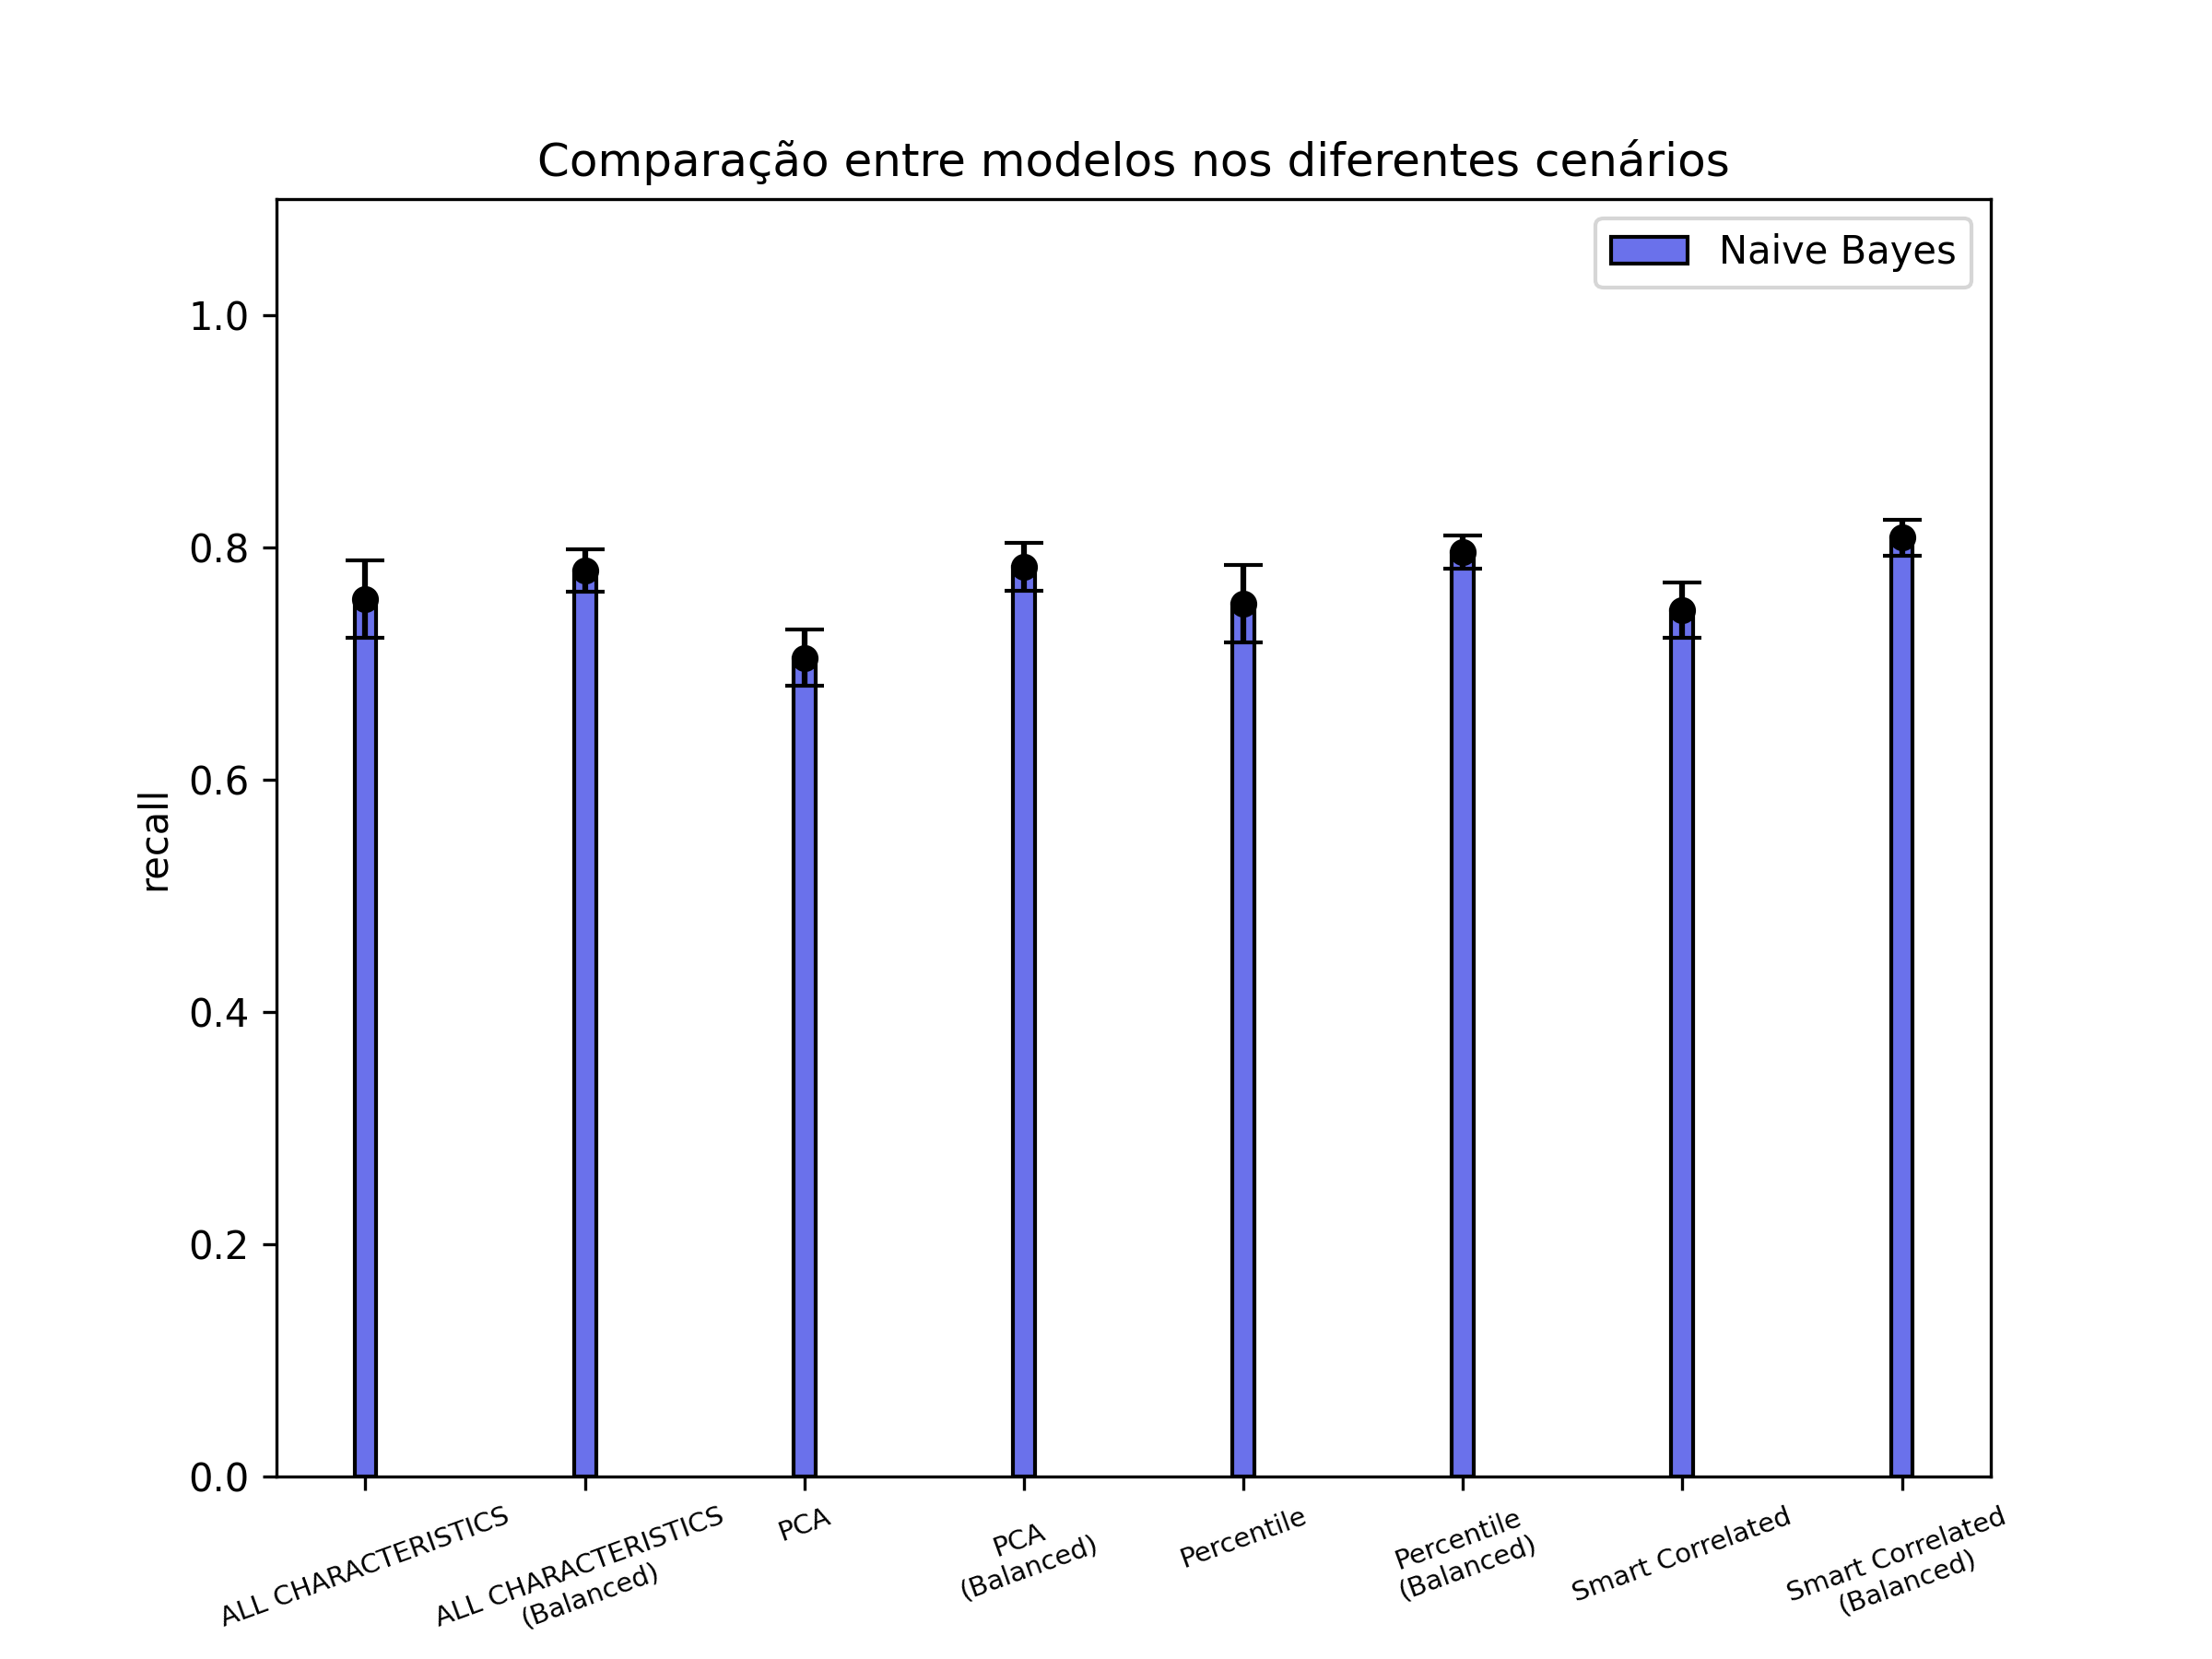 Comparação entre modelos nos diferentes cenários
Naive Bayes
recall
1.0
0.8
0.6
0.4
0.2
0.0
ALL CHARACTERISTICS
ALL CHARACTERISTICS
(Balanced)
PCA
PCA
(Balanced)
Percentile
Percentile
(Balanced)
Smart Correlated
Smart Correlated
(Balanced)